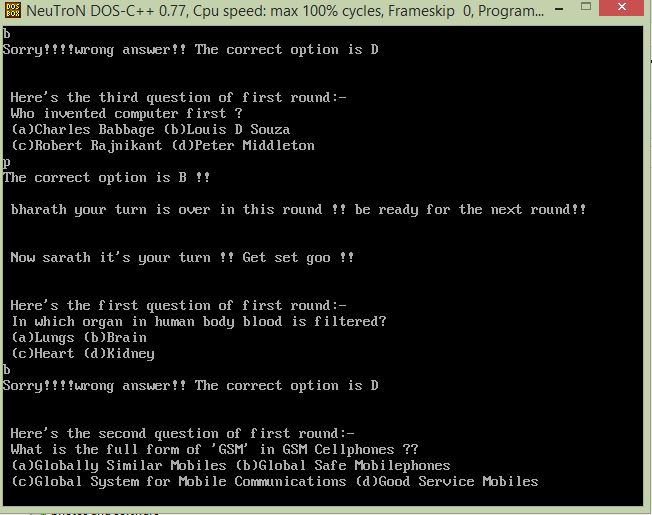 DOS BOX
NeuTroN DOS-C++ 0.77, Cpu speed: max 100% cycles, Frameskip 0, Program...
b
Sorry!!!!wrong answer!! The correct option is D
Here's the third question of first round:-
Who invented computer first ?
(a)Charles Babbage (b)Louis D Souza
(c)Robert Rajnikant (d)Peter Middleton
p
The correct option is B !!
bharath your turn is over in this round !! be ready for the next round!!
Now sarath it's your turn !! Get set goo !!
Here's the first question of first round:-
In which organ in human body blood is filtered?
(a)Lungs (b)Brain
(c)Heart (d)Kidney
b
Sorry!!!!wrong answer!! The correct option is D
Here's the second question of first round:-
What is the full form of 'GSM' in GSM Cellphones ??
(a)Globally Similar Mobiles (b)Global Safe Mobilephones
(c)Global System for Mobile Communications (d)Good Service Mobiles